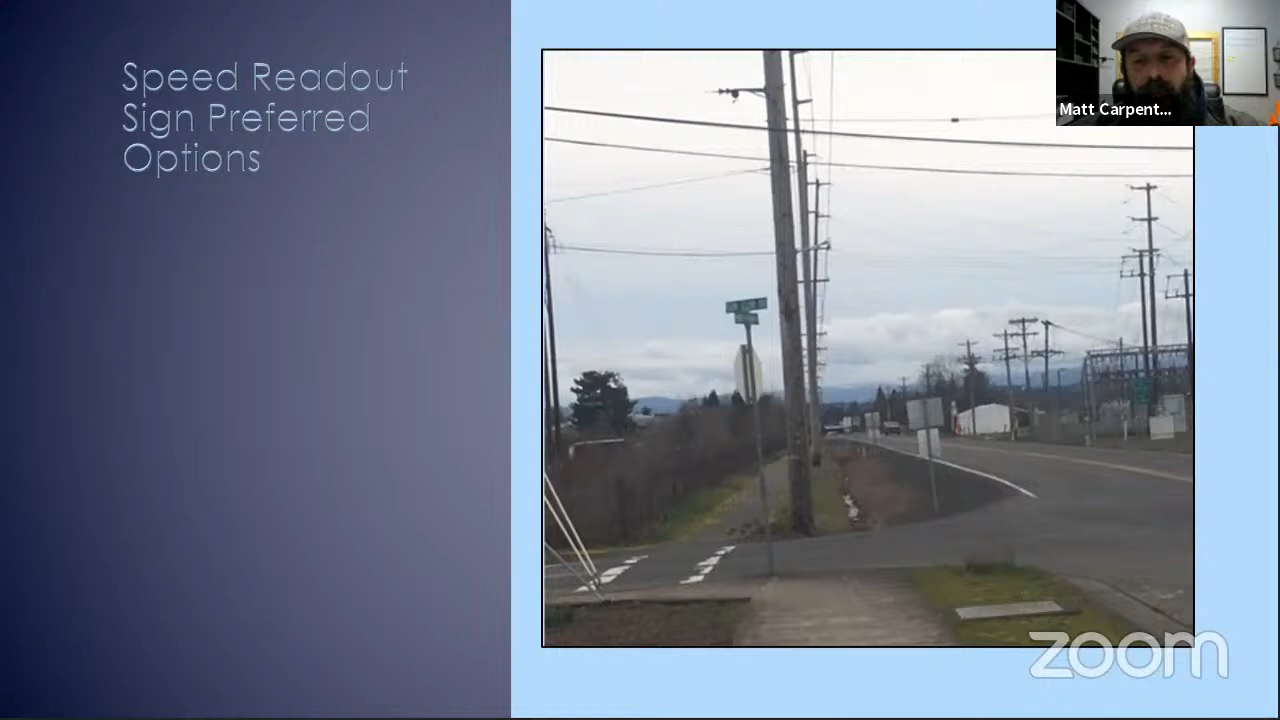 Speed Readout
Sign Preferred
Options
Matt Carpent...
zoom